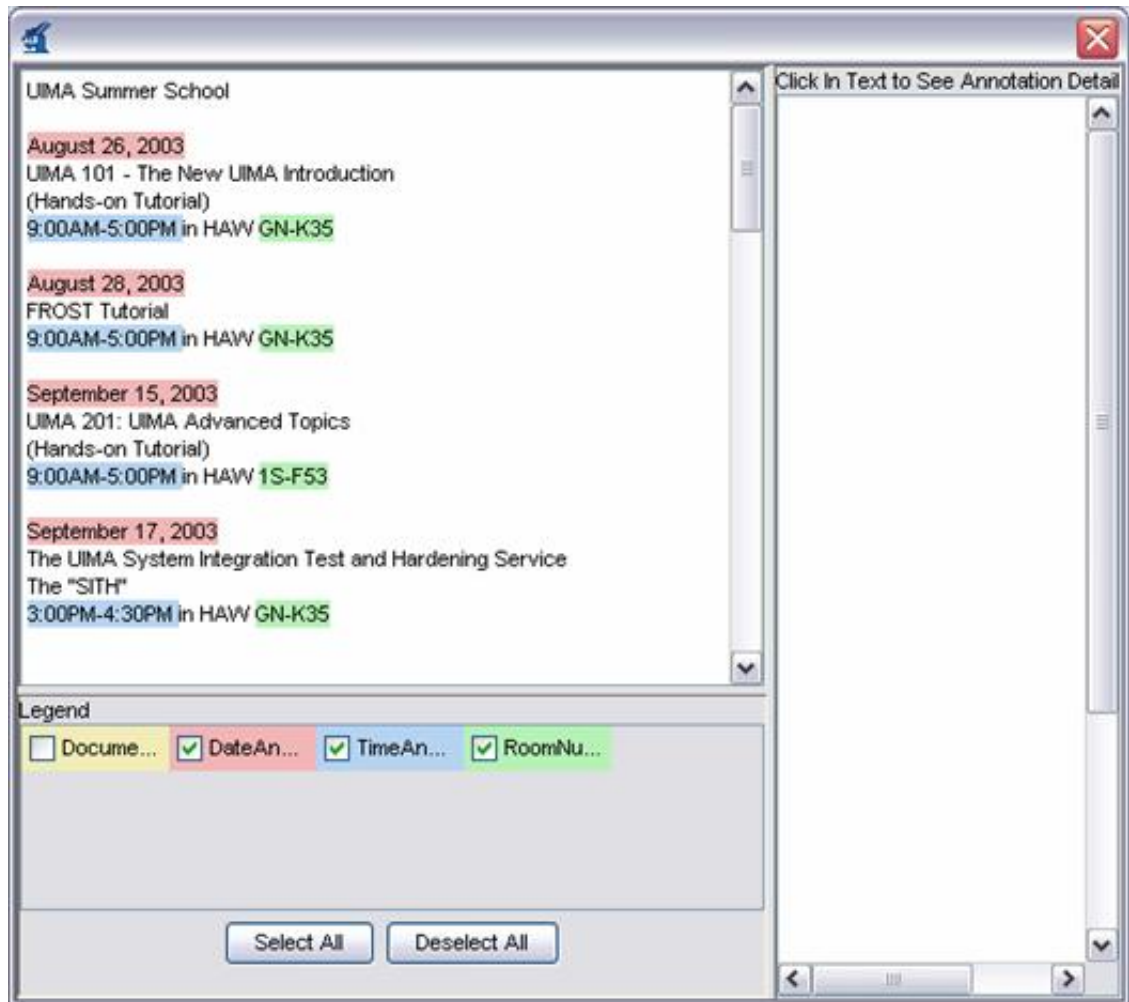 UIMA Summer School
August 26, 2003
UIMA 101 - The New UIMA Introduction
(Hands-on Tutorial)
9:00AM-5:00PM in HAW GN-K35
August 28, 2003
FROST Tutorial
9:00AM-5:00PM in HAW GN-K35
September 15, 2003
UIMA 201: UIMA Advanced Topics
(Hands-on Tutorial)
9:00AM-5:00PM in HAW 1S-F53
September 17, 2003
The UIMA System Integration Test and Hardening Service
The "SITH"
3:00PM-4:30PM in HAW GN-K35
Legend
Docume... DateAn... TimeAn... RoomNu...
Select All Deselect All
Click In Text to See Annotation Detail